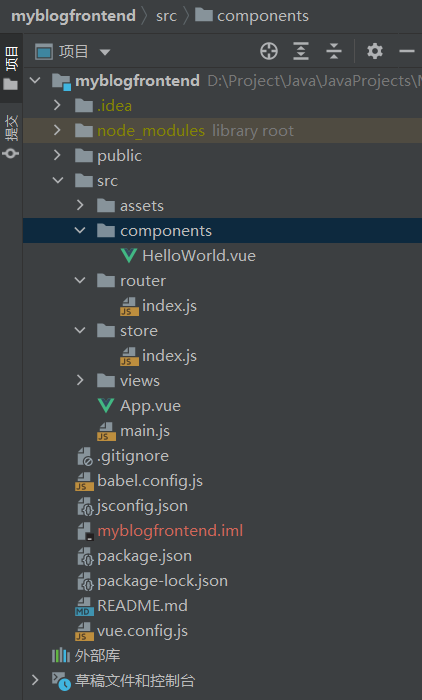 myblogfrontend src components
项目
项目
提交
myblogfrontend D:\Project\Java\JavaProjects\M
.idea
node_modules library root
public
src
assets
components
HelloWorld.vue
router
index.js
store
index.js
views
App.vue
main.js
.gitignore
babel.config.js
jsconfig.json
myblogfrontend.iml
package.json
package-lock.json
README.md
vue.config.js
外部库
草稿文件和控制台